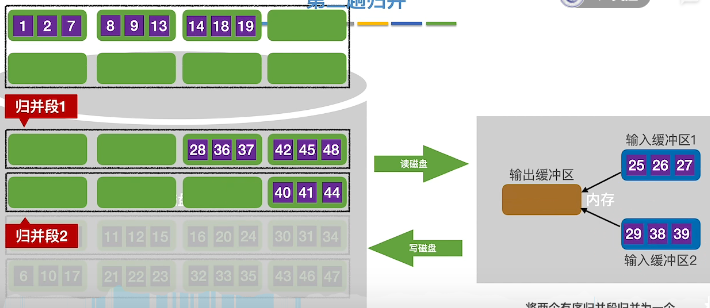 第二趟归并
1 2 7 8 9 13 14 18 19
归并段1
28 36 37 42 45 48
40 41 44
归并段2
11 12 15 16 20 24 30 31 34
6 10 17 21 22 23 32 33 35 43 46 47
读磁盘
写磁盘
输出缓冲区
输入缓冲区1
25 26 27
内存
29 38 39
输入缓冲区2
将两个有序归并段归并为一个